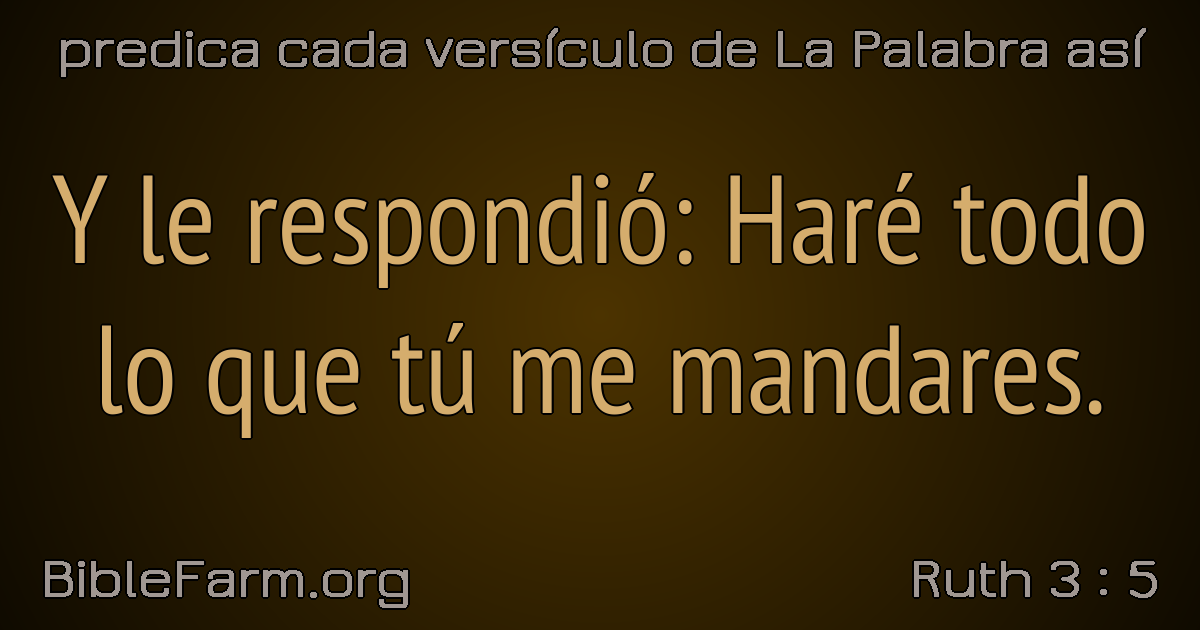 predica cada versículo de La Palabra así
Y le respondió: Haré todo
lo que tú me mandares.
BibleFarm.org
Ruth 3 : 5